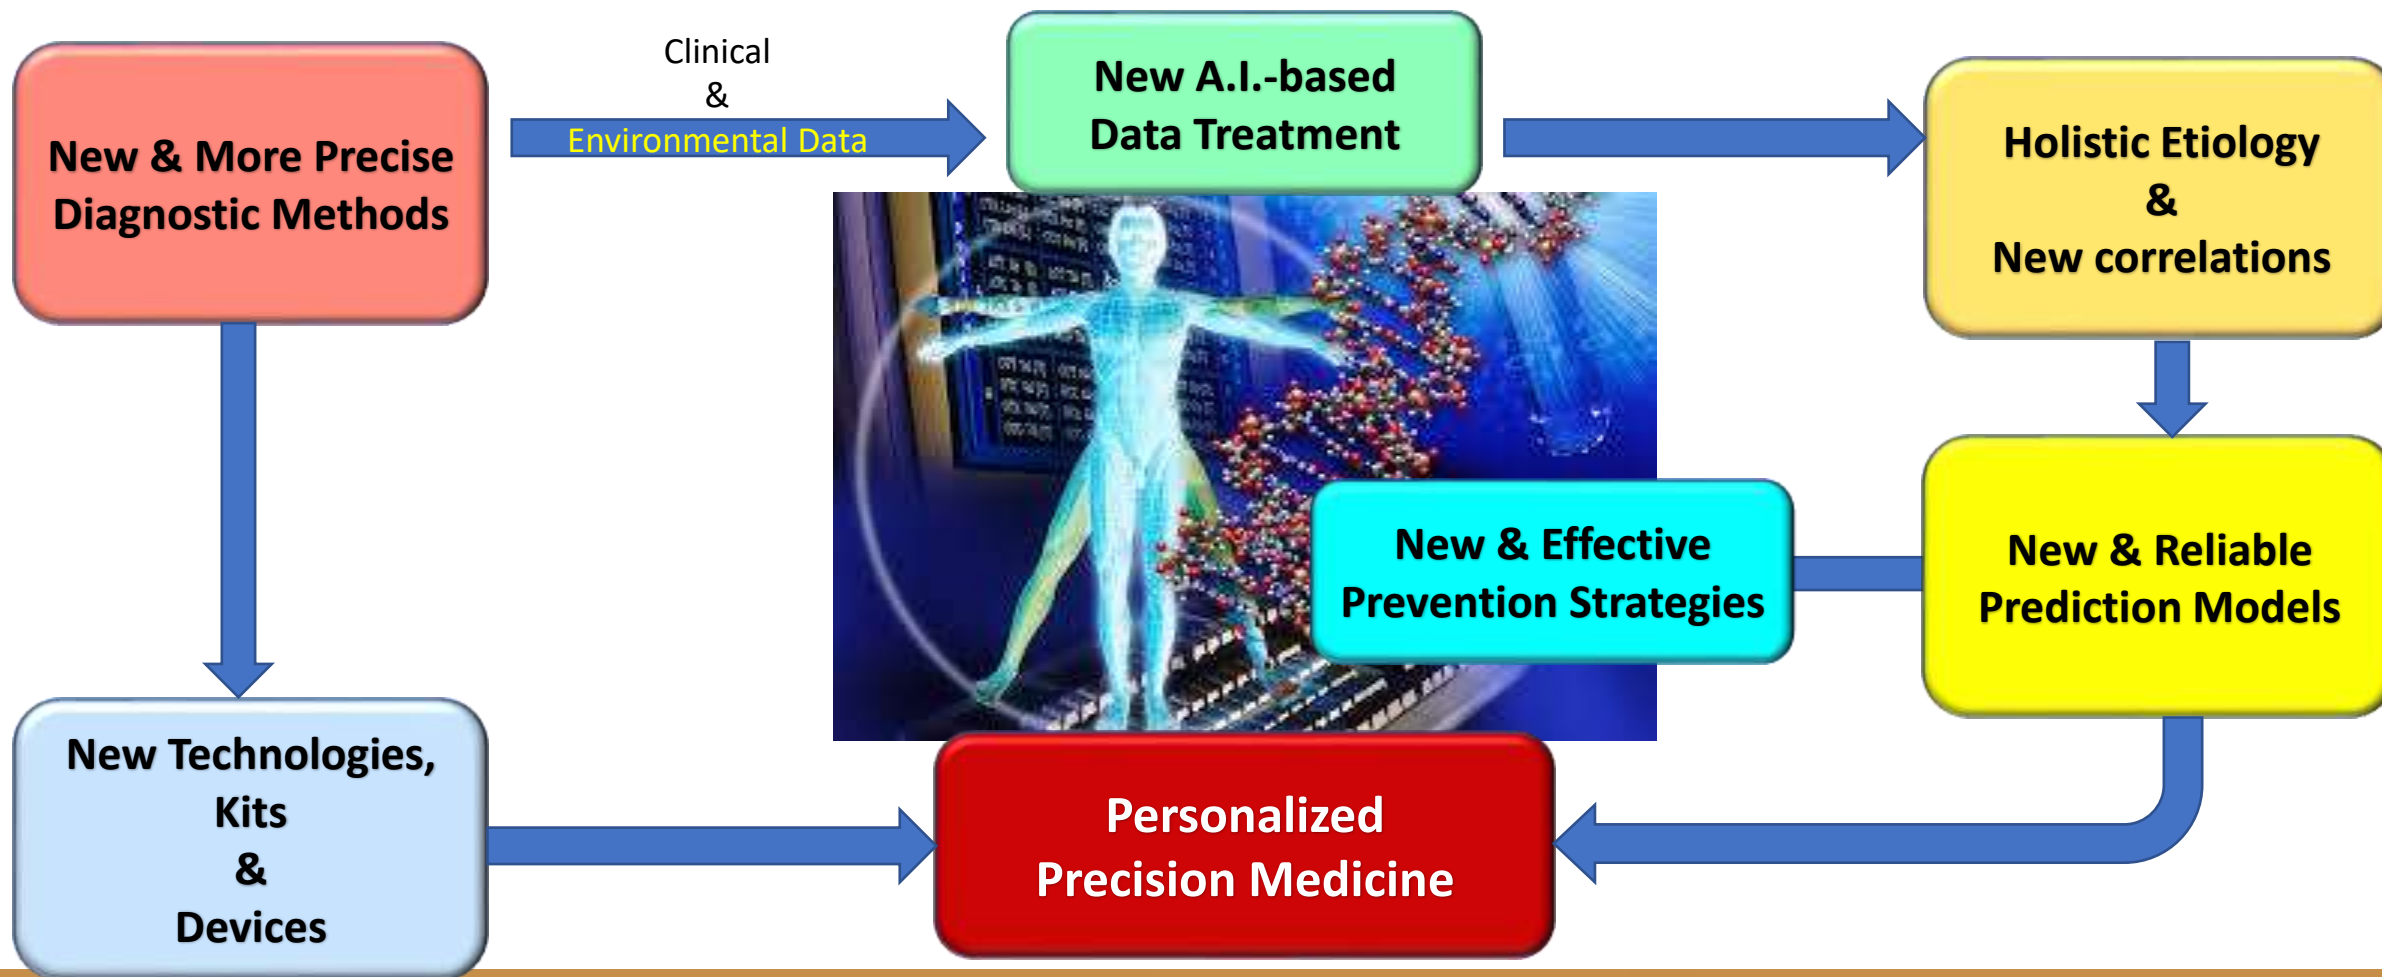 Clinical
&
Environmental Data
New & More Precise
Diagnostic Methods
New A.I.-based
Data Treatment
Holistic Etiology
&
New correlations
New & Effective
Prevention Strategies
New & Reliable
Prediction Models
New Technologies,
Kits
&
Devices
Personalized
Precision Medicine